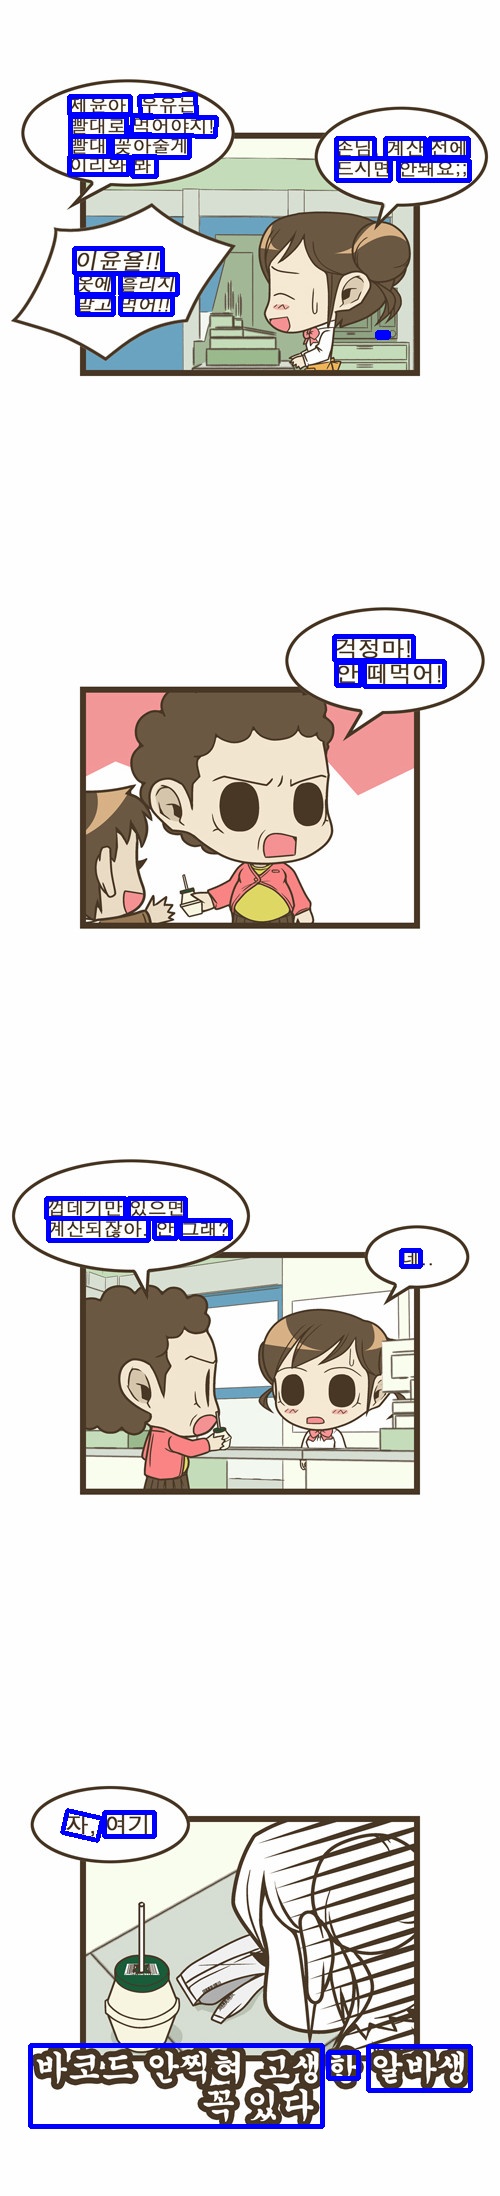 세윤아 우유는
빨대로 먹어야지!
빨대 꽂아줄게
이리와 봐
손님 계산 전에
드시면 안돼요;;
이윤욜!!
옷에 흘리지
말고 먹어!!
걱정마!
안 떼먹어!
껍데기만 있으면
계산되잖아. 안 그래?
네..
자, 여기
바코드 안찍혀 고생한 알바생
꼭 있다